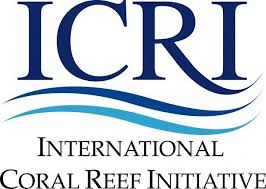 ICRI
INTERNATIONAL
CORAL REEF INITIATIVE